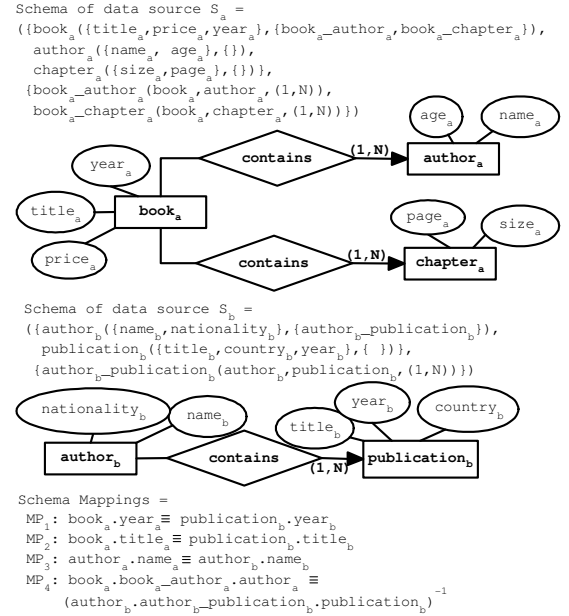 Schema of data source Sa =
({book_a({title_a,price_a,year_a},{book_a_author_a,book_a_chapter_a}),
author_a({name_a, age_a},{}),
chapter_a({size_a,page_a},{})},
{book_a_author_a(book_a,author_a,(1,N)),
book_a_chapter_a(book_a,chapter_a,(1,N))})
age_a name_a
year_a
contains (1,N) author_a
title_a book_a
page_a size_a
price_a
contains (1,N) chapter_a
Schema of data source S_b =
({author_b({name_b,nationality_b},{author_b_publication_b}),
publication_b({title_b,country_b,year_b},{ })},
{author_b_publication_b(author_b,publication_b,(1,N))})
nationality_b name_b year_b country_b
title_b
author_b contains (1,N) publication_b
Schema Mappings =
MP_1: book_a.year_a ≡ publication_b.year_b
MP_2: book_a.title_a ≡ publication_b.title_b
MP_3: author_a.name_a ≡ author_b.name_b
MP_4: book_a.book_a_author_a.author_a ≡
(author_b.author_b_publication_b.publication_b)^-1